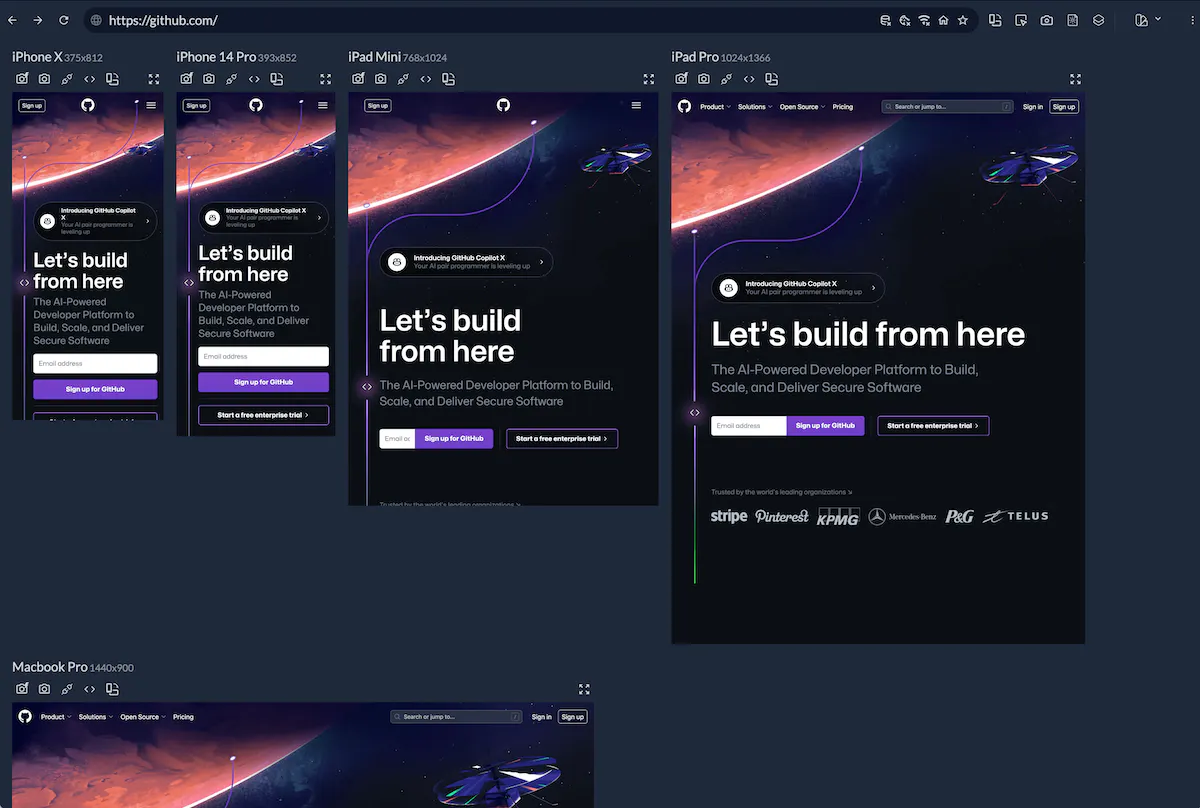 https://github.com/
iPhone X 375x812
Sign up
Introducing GitHub Copilot
X
Your AI pair programmer is
leveling up
Let's build
from here
The AI-Powered
Developer Platform to
Build, Scale, and Deliver
Secure Software
Email address
Sign up for GitHub
iPhone 14 Pro 393x852
Sign up
Introducing GitHub Copilot X
Your AI pair programmer is
leveling up
Let's build
from here
The AI-Powered
Developer Platform to
Build, Scale, and Deliver
Secure Software
Email address
Sign up for GitHub
Start a free enterprise trial
iPad Mini 768x1024
Sign up
Introducing GitHub Copilot X
Your AI pair programmer is leveling up
Let's build
from here
The AI-Powered Developer Platform to Build,
Scale, and Deliver Secure Software
Email
Sign up for GitHub
Start a free enterprise trial
Trusted by the world's leading organizations
iPad Pro 1024x1366
Product Solutions Open Source Pricing Search or jump to... / Sign in Sign up
Introducing GitHub Copilot X
Your AI pair programmer is leveling up
Let's build from here
The AI-Powered Developer Platform to Build,
Scale, and Deliver Secure Software
Email address Sign up for GitHub Start a free enterprise trial
Trusted by the world's leading organizations
stripe Pinterest KPMG Mercedes-Benz P&G TELUS
Macbook Pro 1440x900
Product Solutions Open Source Pricing Search or jump to... / Sign in Sign up